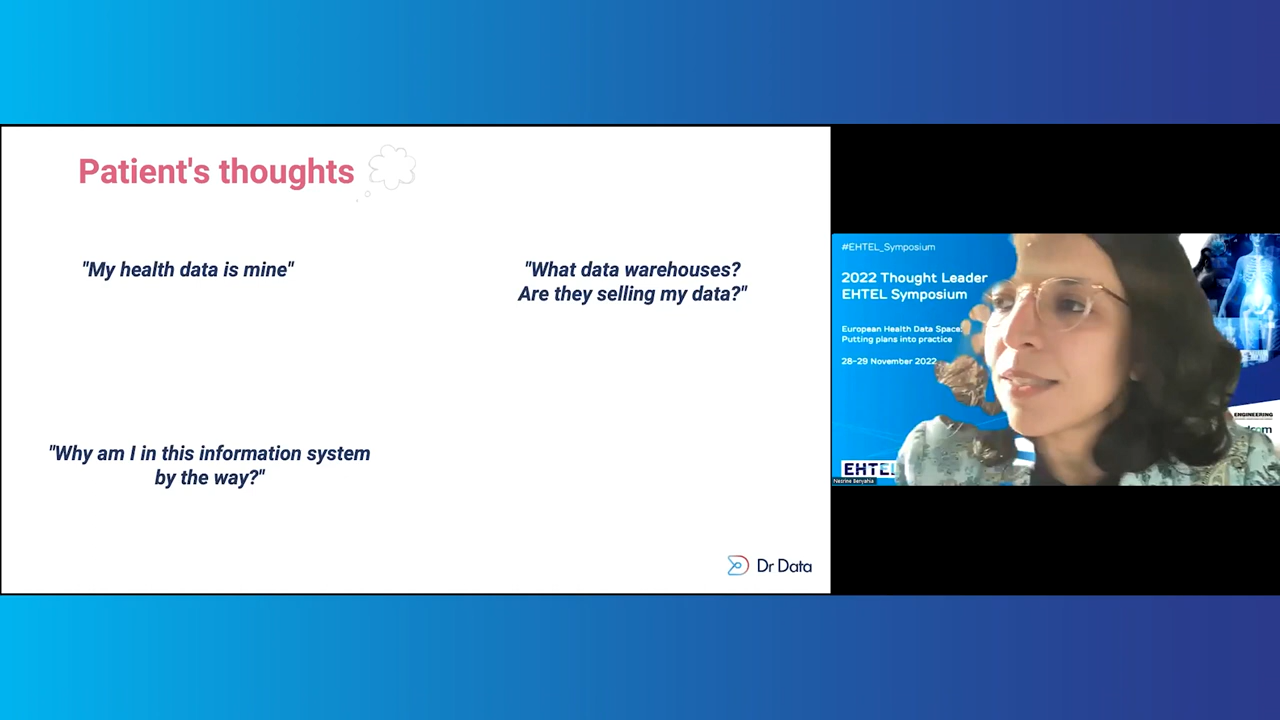 Patient's thoughts
"My health data is mine"
"What data warehouses?
Are they selling my data?"
"Why am I in this information system
by the way?"
Dr Data
#EHTEL_Symposium
2022 Thought Leader
EHTEL Symposium
European Health Data Space:
Putting plans into practice
28-29 November 2022
ENGINEERING
EHTEL
Nesrine Benyahia